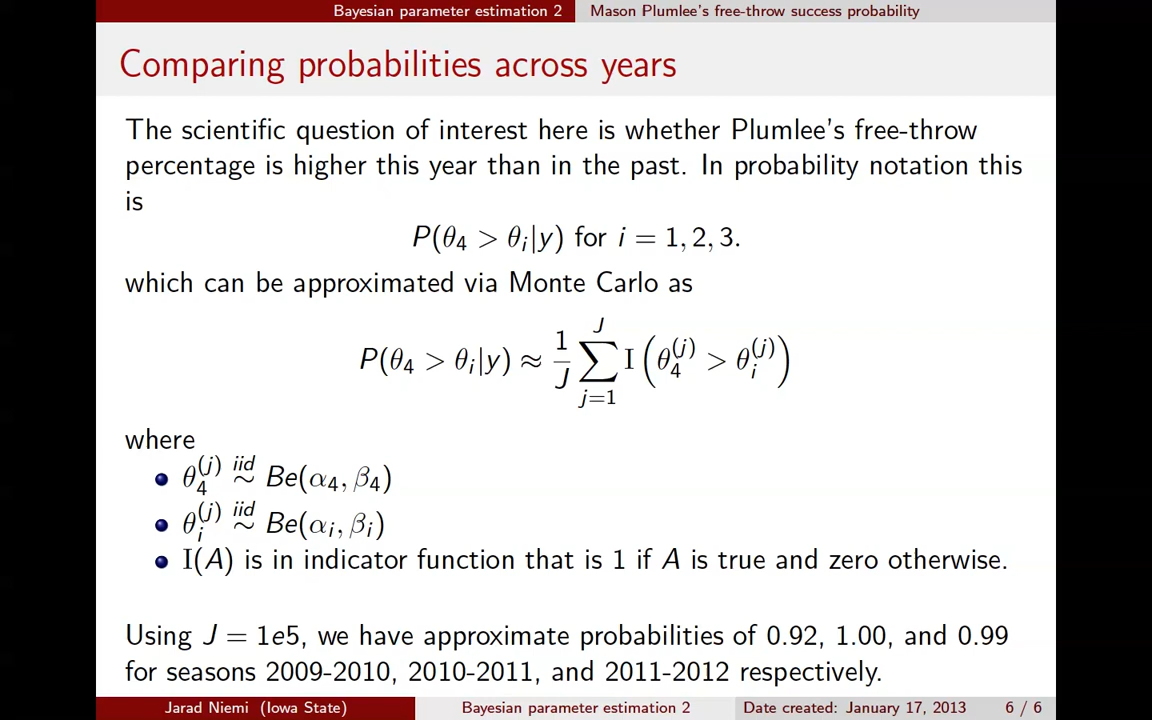 Bayesian parameter estimation 2 Mason Plumlee's free-throw success probability
Comparing probabilities across years
The scientific question of interest here is whether Plumlee's free-throw
percentage is higher this year than in the past. In probability notation this
is
P(θ₄ > θᵢ|y) for i = 1, 2, 3.
which can be approximated via Monte Carlo as
P(θ₄ > θᵢ|y) ≈ 1/J ∑_{j=1}^{J} I(θ₄^(j) > θᵢ^(j))
where
θ₄^(j) iid ~ Be(α₄, β₄)
θᵢ^(j) iid ~ Be(αᵢ, βᵢ)
I(A) is in indicator function that is 1 if A is true and zero otherwise.
Using J = 1e5, we have approximate probabilities of 0.92, 1.00, and 0.99
for seasons 2009-2010, 2010-2011, and 2011-2012 respectively.
Jarad Niemi (Iowa State) Bayesian parameter estimation 2 Date created: January 17, 2013 6 / 6